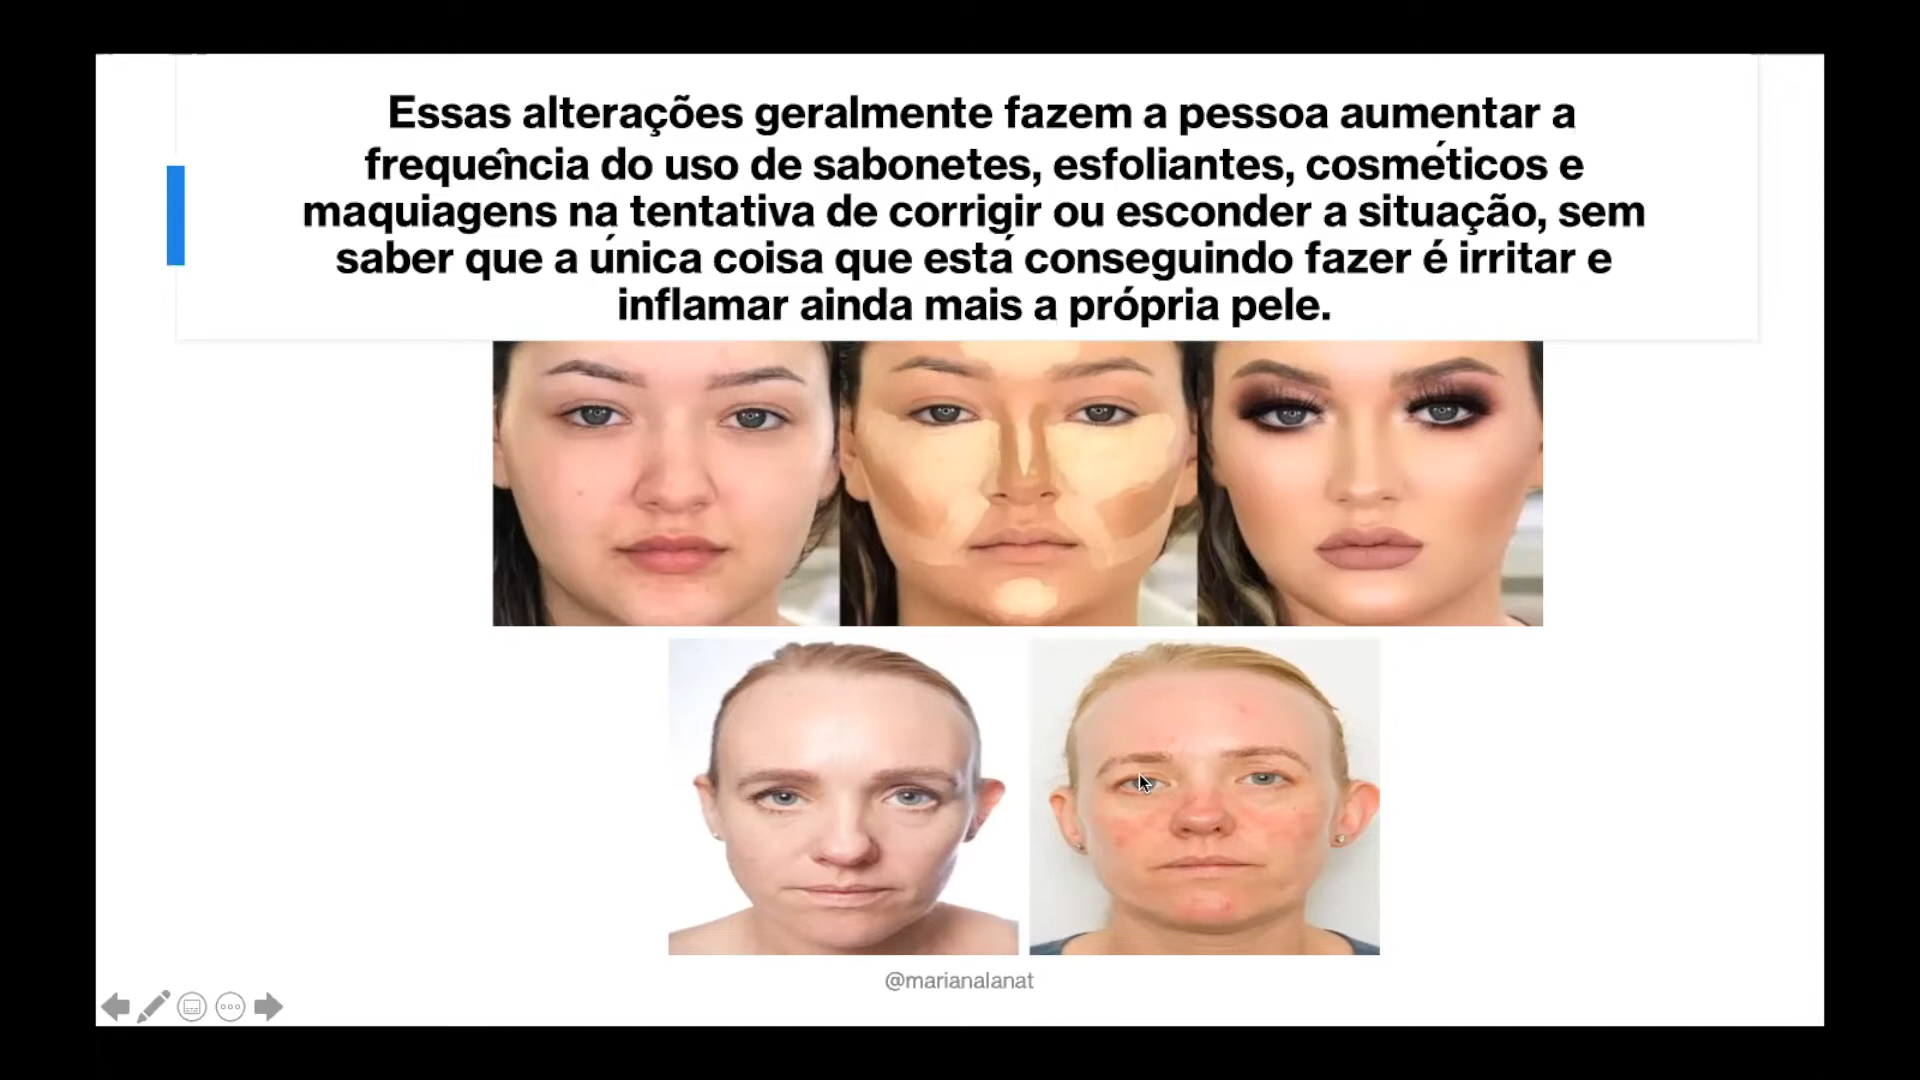 Essas alterações geralmente fazem a pessoa aumentar a
frequência do uso de sabonetes, esfoliantes, cosméticos e
maquiagens na tentativa de corrigir ou esconder a situação, sem
saber que a única coisa que está conseguindo fazer é irritar e
inflamar ainda mais a própria pele.
@marianalanat